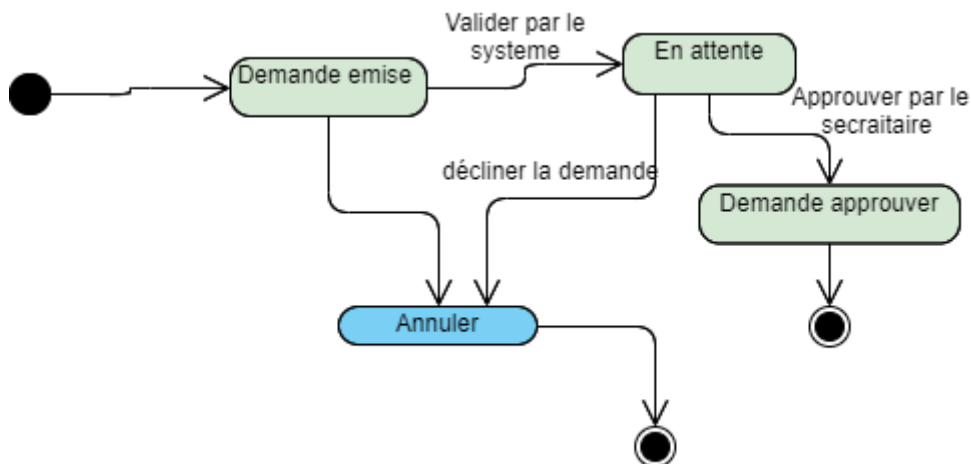 Valider par le
systeme
En attente
Demande emise
Approuver par le
secraitaire
décliner la demande
Demande approuver
Annuler